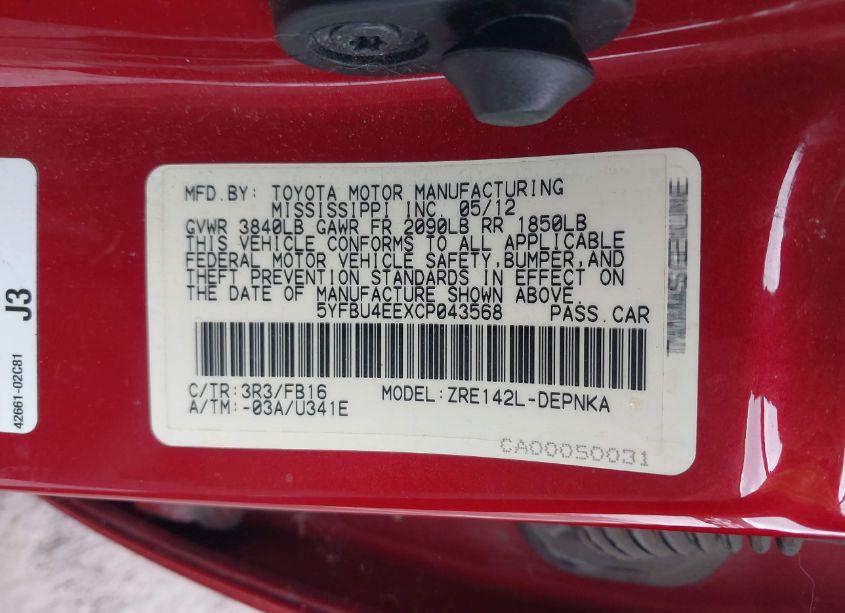 MFD.BY: TOYOTA MOTOR MANUFACTURING
MISSISSIPPI INC. 05/12
GVWR 3840LB GAWR FR 2090LB RR 1850LB
THIS VEHICLE CONFORMS TO ALL APPLICABLE
FEDERAL MOTOR VEHICLE SAFETY,BUMPER,AND
THEFT PREVENTION STANDARDS IN EFFECT ON
THE DATE OF MANUFACTURE SHOWN ABOVE.
5YFBU4EEXCP043568 PASS.CAR
C/TR:3R3/FB16 MODEL:ZRE142L-DEPNKA
A/TM:-03A/U341E
CA00050031
J3
42661-02C81